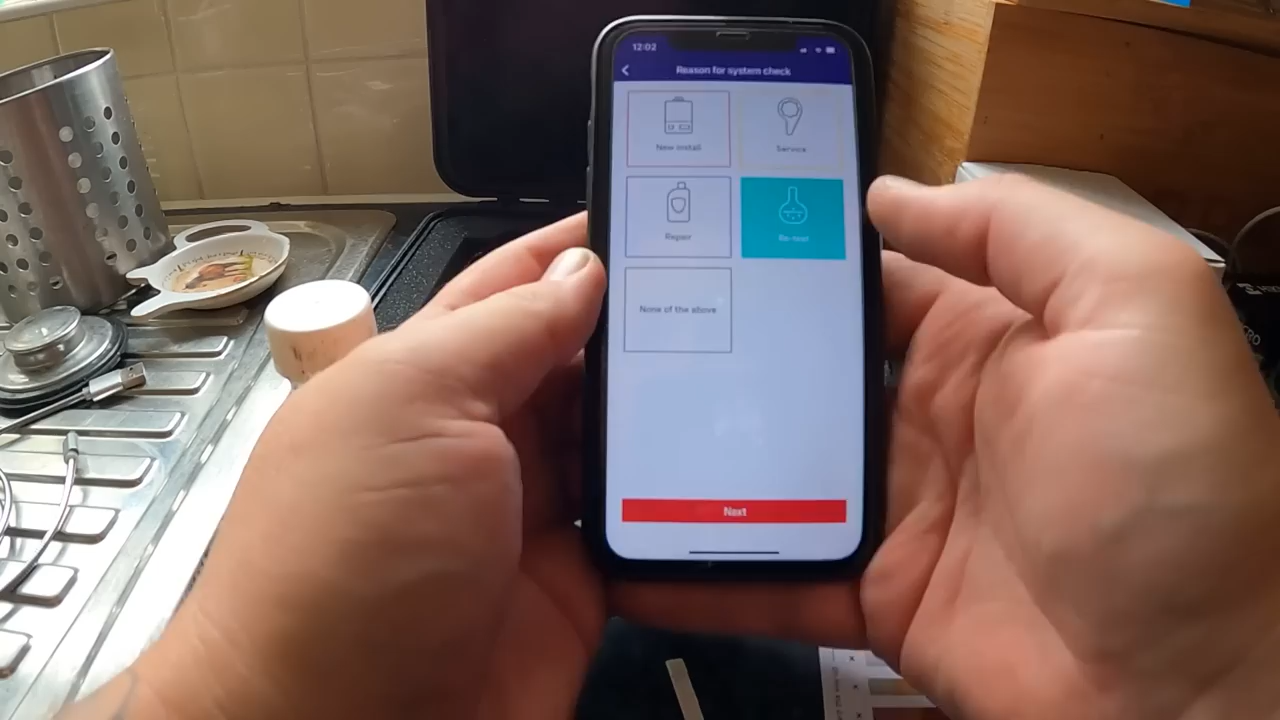 12:02
Reason for system check
New install
Service
Repair
Re-test
None of the above
Next